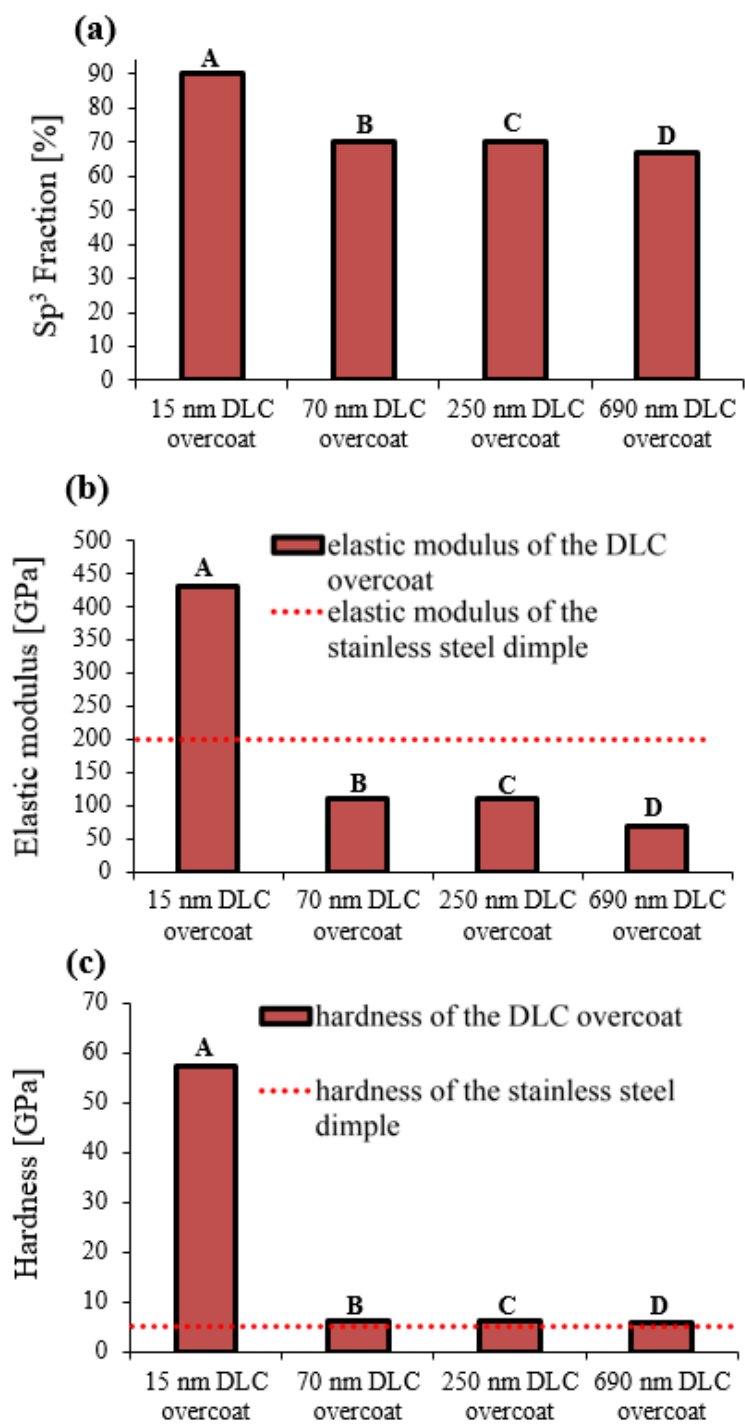 (a)
Sp³ Fraction [%]
90
80
70
60
50
40
30
20
10
0
A
B
C
D
15 nm DLC overcoat
70 nm DLC overcoat
250 nm DLC overcoat
690 nm DLC overcoat
(b)
Elastic modulus [GPa]
500
450
400
350
300
250
200
150
100
50
0
elastic modulus of the DLC
overcoat
elastic modulus of the
stainless steel dimple
A
B
C
D
15 nm DLC overcoat
70 nm DLC overcoat
250 nm DLC overcoat
690 nm DLC overcoat
(c)
Hardness [GPa]
70
60
50
40
30
20
10
0
hardness of the DLC overcoat
hardness of the stainless steel
dimple
A
B
C
D
15 nm DLC overcoat
70 nm DLC overcoat
250 nm DLC overcoat
690 nm DLC overcoat